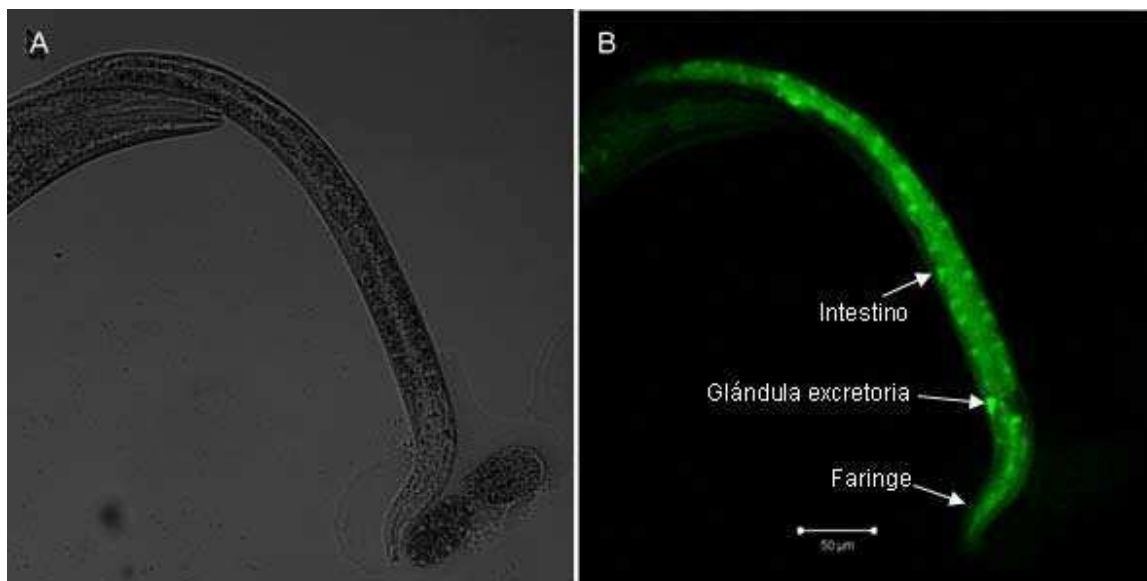 A
B
Intestino
Glándula excretoria
Faringe
50 µm